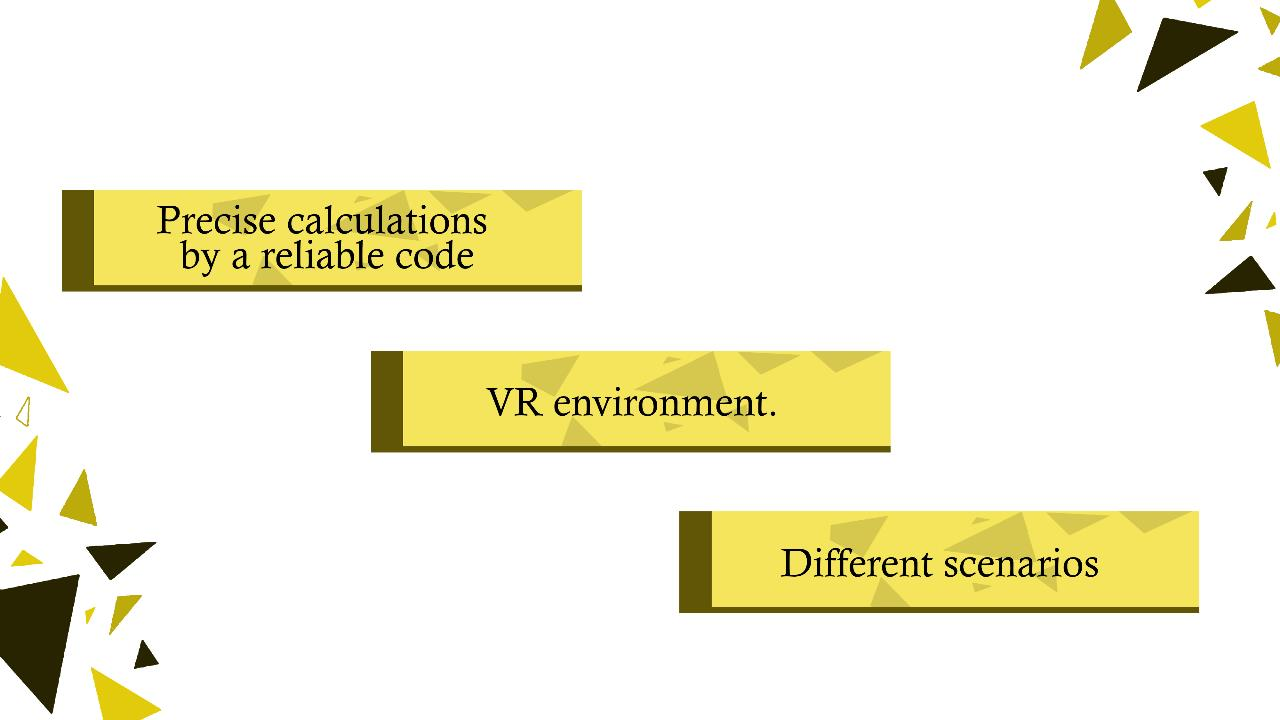 Precise calculations
by a reliable code
VR environment.
Different scenarios